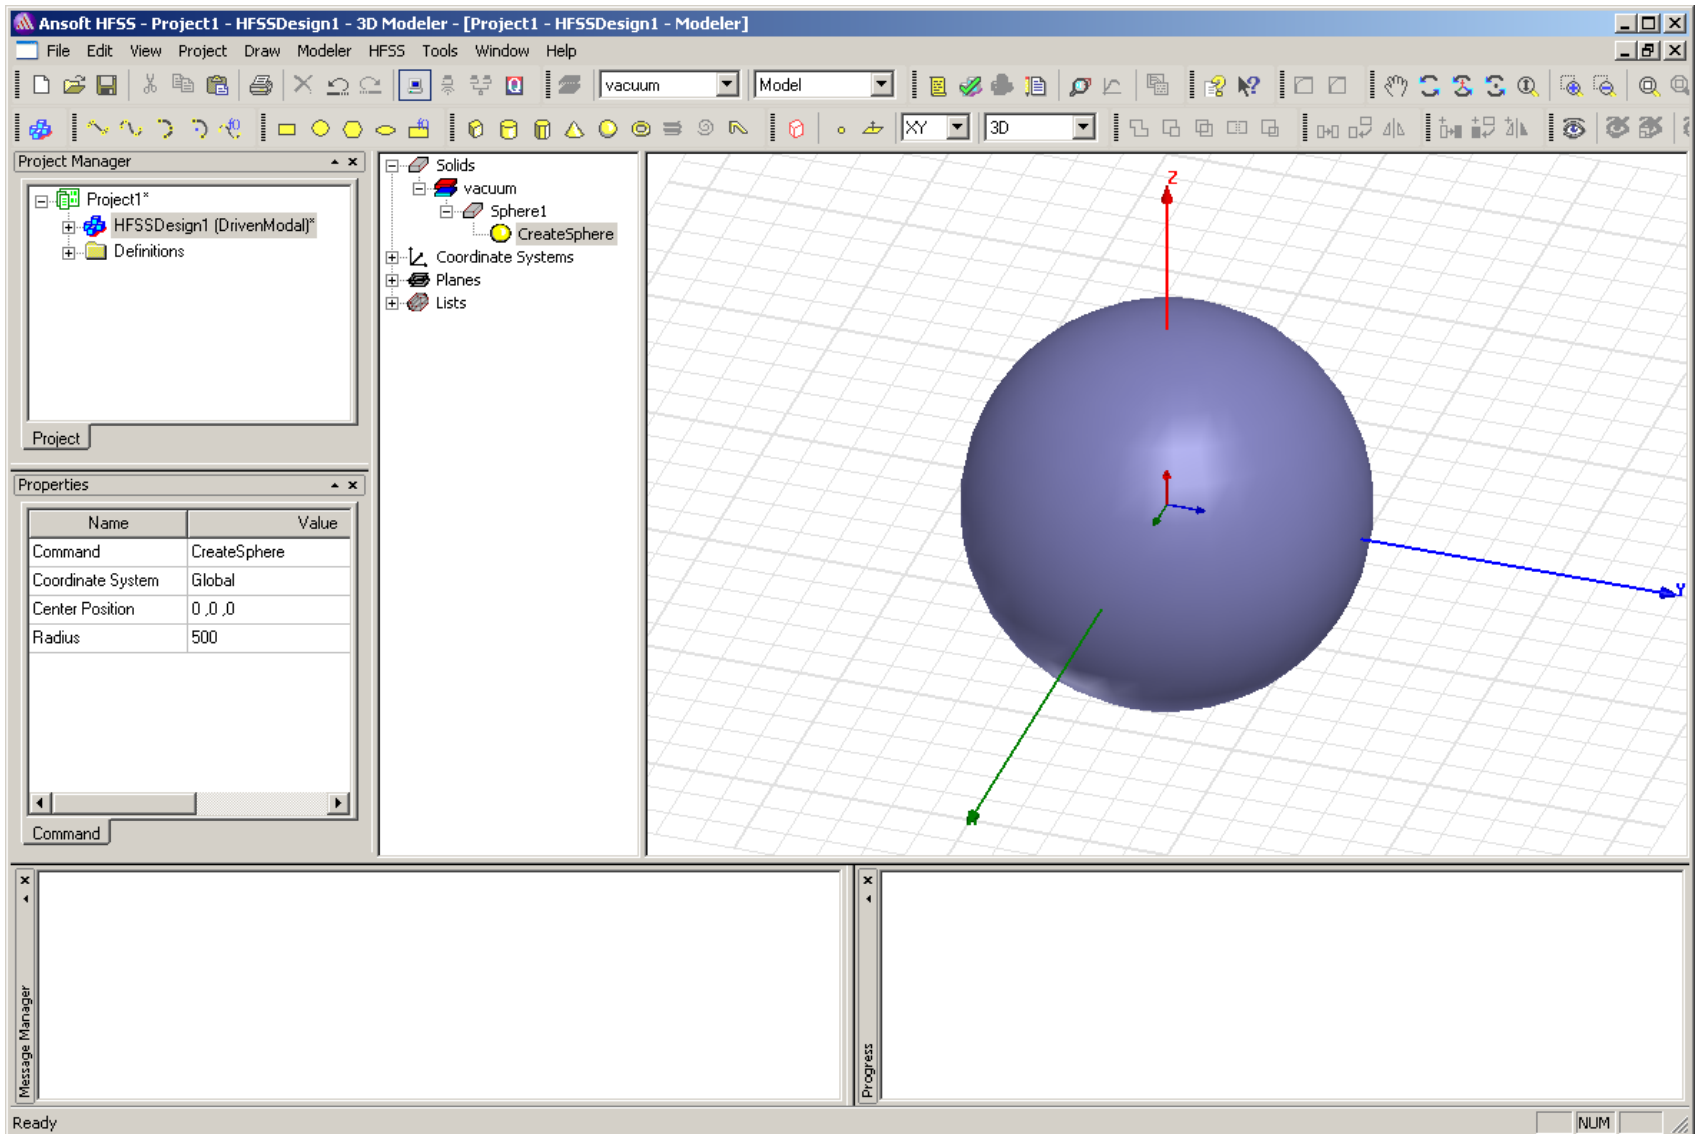 Ansoft HFSS - Project1 - HFSSDesign1 - 3D Modeler - [Project1 - HFSSDesign1 - Modeler]
File Edit View Project Draw Modeler HFSS Tools Window Help
vacuum Model
XY 3D
Project Manager
Project1*
HFSSDesign1 (DrivenModal)*
Definitions
Project
Properties
Name Value
Command CreateSphere
Coordinate System Global
Center Position 0 ,0 ,0
Radius 500
Command
Solids
vacuum
Sphere1
CreateSphere
Coordinate Systems
Planes
Lists
Z
Y
Message Manager
Progress
Ready NUM